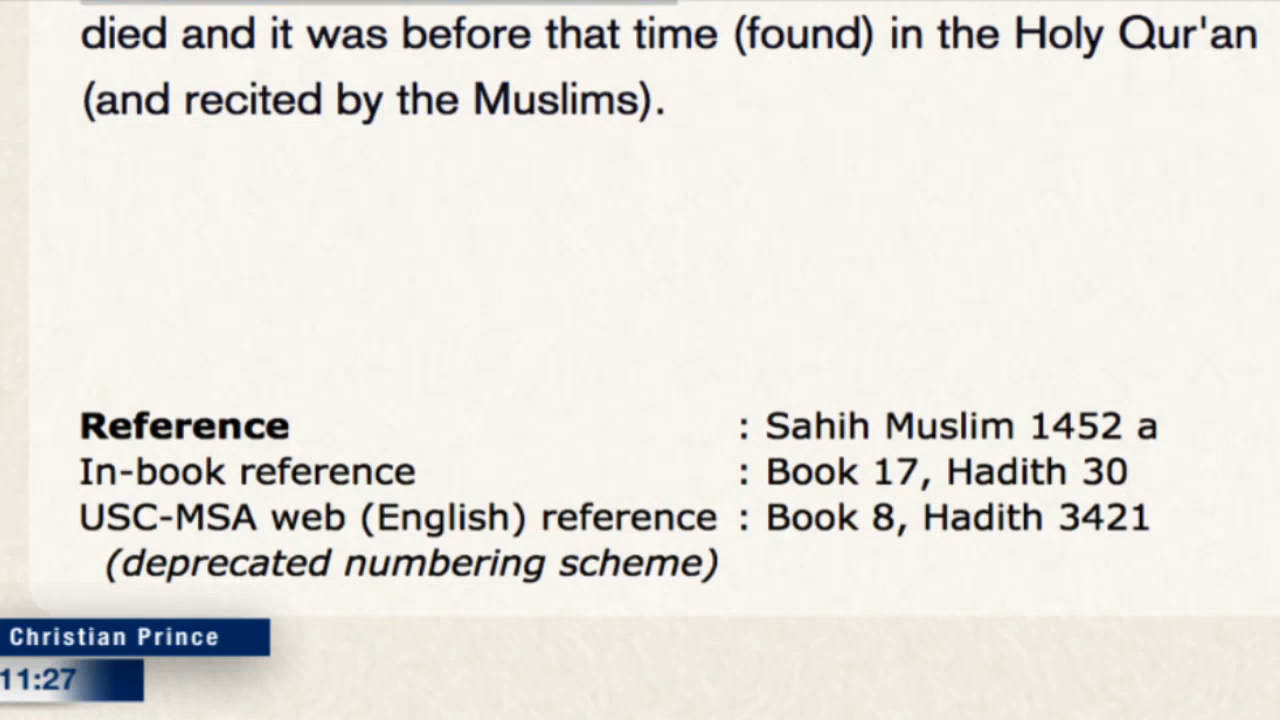 died and it was before that time (found) in the Holy Qur'an
(and recited by the Muslims).
Reference : Sahih Muslim 1452 a
In-book reference : Book 17, Hadith 30
USC-MSA web (English) reference : Book 8, Hadith 3421
(deprecated numbering scheme)
Christian Prince
11:27